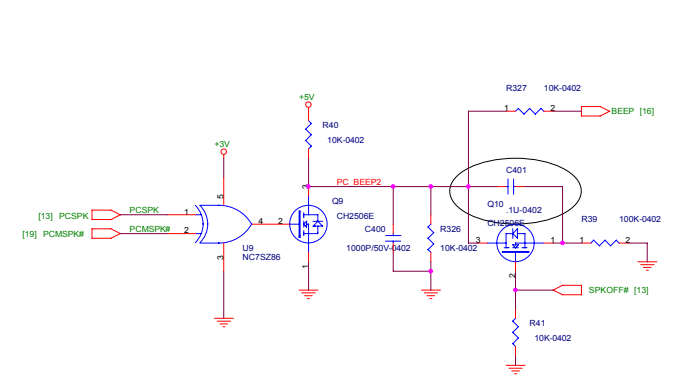 R327 10K-0402
1 2
BEEP [16]
+5V
R40
10K-0402
+3V
3
PC_BEEP2
C401
Q10
.1U-0402
CH2506E
[13] PCSPK
PCSPK
1
5
4
2
Q9
CH2506E
[19] PCMSPK#
PCMSPK#
2
U9
NC7SZ86
3
1
C400
1000P/50V-0402
R326
10K-0402
3
1
2
R39 100K-0402
1 2
SPKOFF# [13]
R41
10K-0402